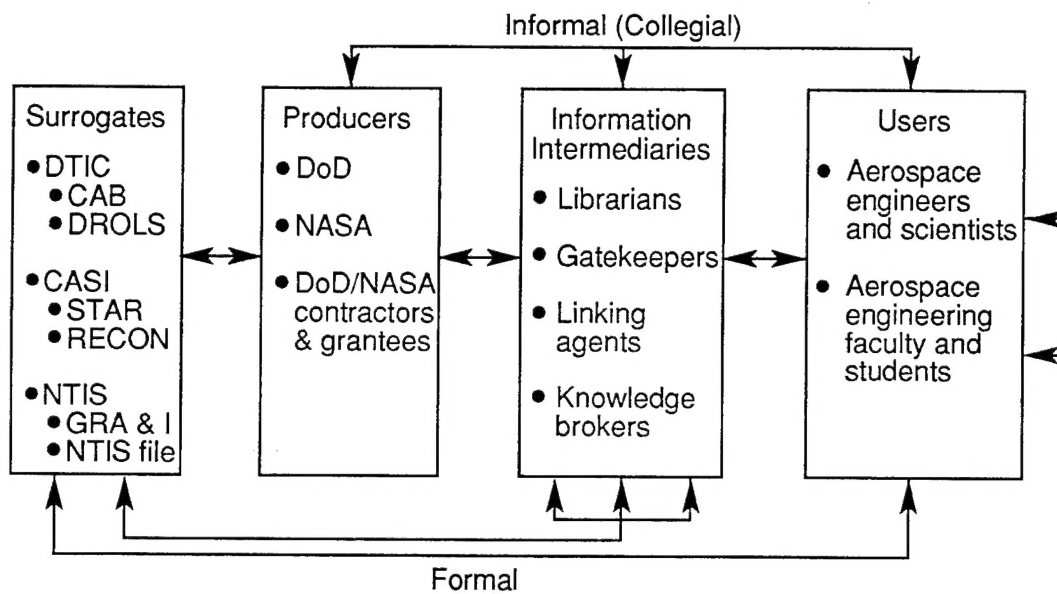 Informal (Collegial)
Surrogates
● DTIC
● CAB
● DROLS
● CASI
● STAR
● RECON
● NTIS
● GRA & I
● NTIS file
Producers
● DoD
● NASA
● DoD/NASA
contractors
& grantees
Information
Intermediaries
● Librarians
● Gatekeepers
● Linking
agents
● Knowledge
brokers
Users
● Aerospace
engineers
and scientists
● Aerospace
engineering
faculty and
students
Formal